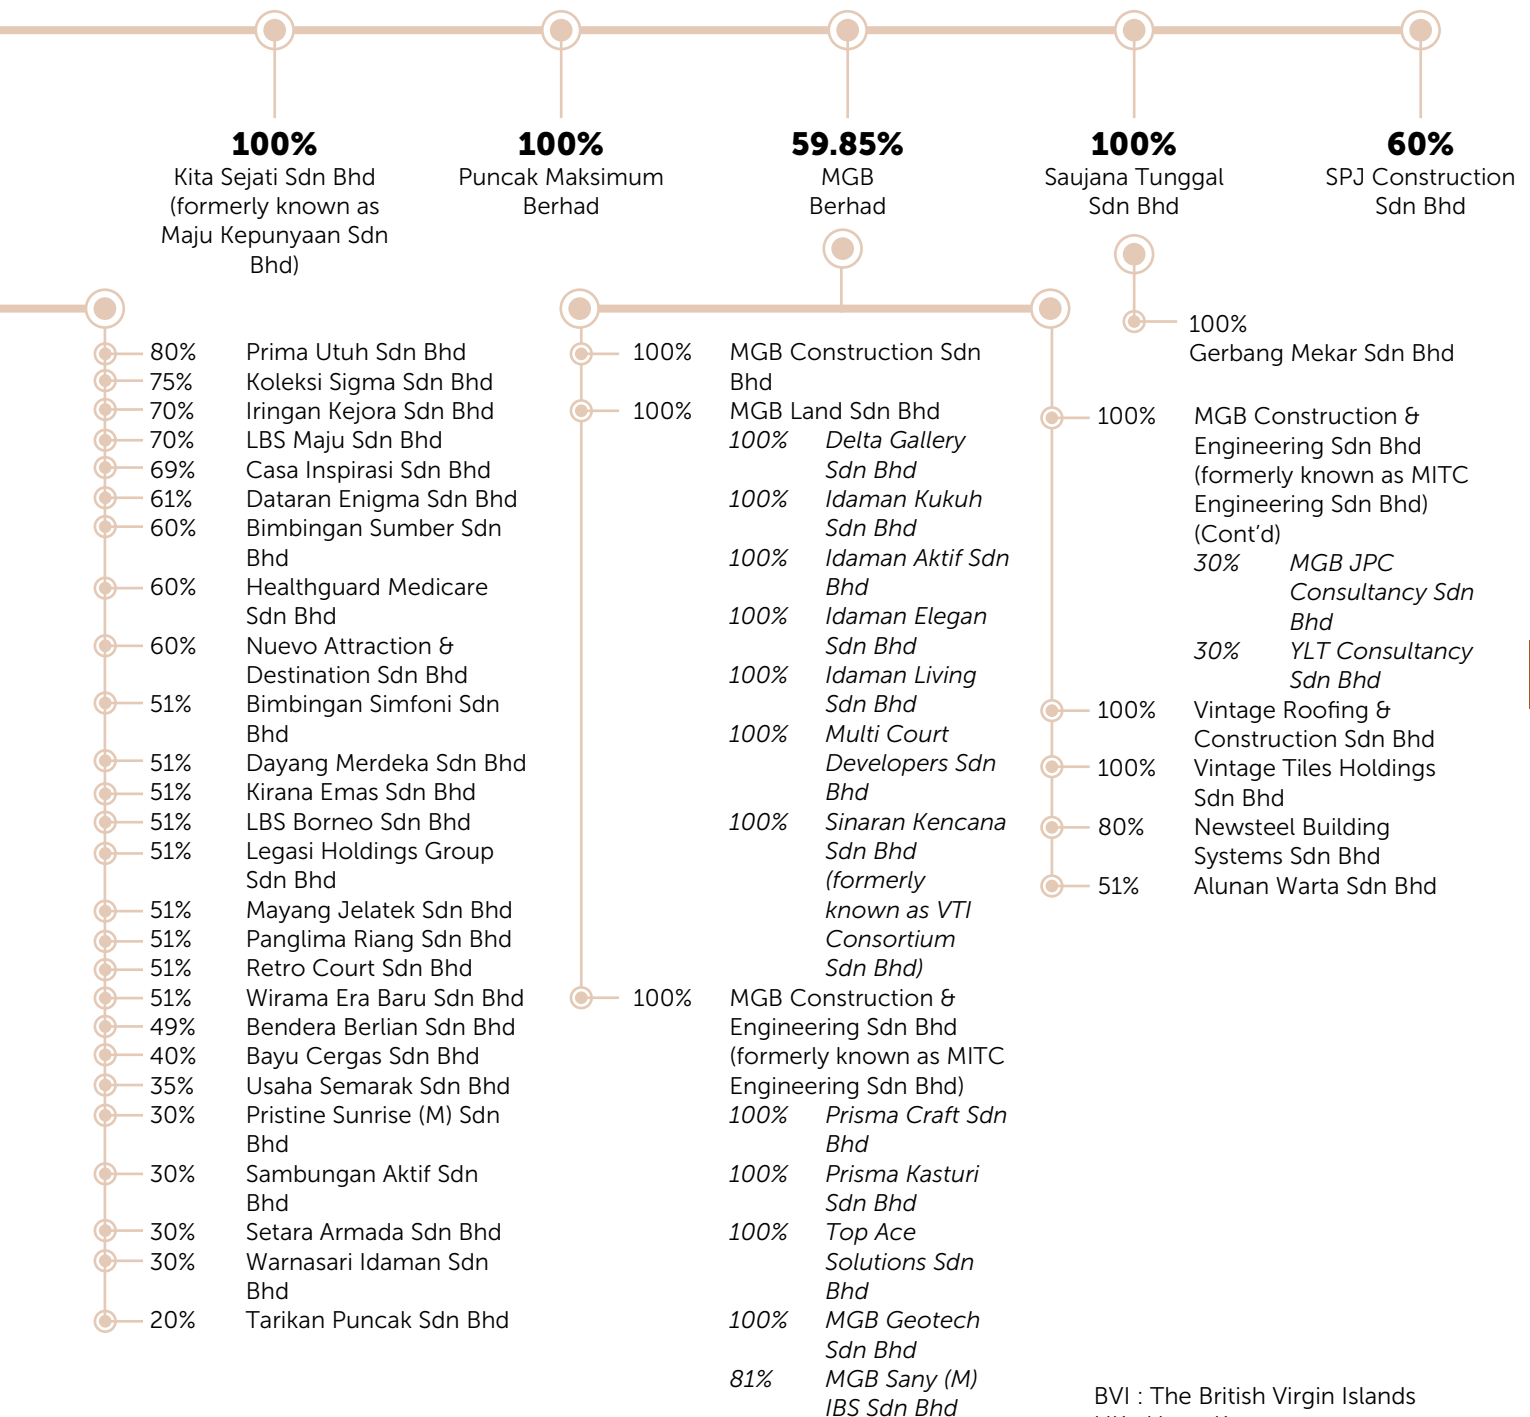 100%
Kita Sejati Sdn Bhd
(formerly known as
Maju Kepunyaan Sdn
Bhd)
100%
Puncak Maksimum
Berhad
59.85%
MGB
Berhad
100%
Saujana Tunggal
Sdn Bhd
60%
SPJ Construction
Sdn Bhd
80% Prima Utuh Sdn Bhd
75% Koleksi Sigma Sdn Bhd
70% Iringan Kejora Sdn Bhd
70% LBS Maju Sdn Bhd
69% Casa Inspirasi Sdn Bhd
61% Dataran Enigma Sdn Bhd
60% Bimbingan Sumber Sdn
Bhd
60% Healthguard Medicare
Sdn Bhd
60% Nuevo Attraction &
Destination Sdn Bhd
51% Bimbingan Simfoni Sdn
Bhd
51% Dayang Merdeka Sdn Bhd
51% Kirana Emas Sdn Bhd
51% LBS Borneo Sdn Bhd
51% Legasi Holdings Group
Sdn Bhd
51% Mayang Jelatek Sdn Bhd
51% Panglima Riang Sdn Bhd
51% Retro Court Sdn Bhd
51% Wirama Era Baru Sdn Bhd
49% Bendera Berlian Sdn Bhd
40% Bayu Cergas Sdn Bhd
35% Usaha Semarak Sdn Bhd
30% Pristine Sunrise (M) Sdn
Bhd
30% Sambungan Aktif Sdn
Bhd
30% Setara Armada Sdn Bhd
30% Warnasari Idaman Sdn
Bhd
20% Tarikan Puncak Sdn Bhd
100% MGB Construction Sdn
Bhd
100% MGB Land Sdn Bhd
100% Delta Gallery
Sdn Bhd
100% Idaman Kukuh
Sdn Bhd
100% Idaman Aktif Sdn
Bhd
100% Idaman Elegan
Sdn Bhd
100% Idaman Living
Sdn Bhd
100% Multi Court
Developers Sdn
Bhd
100% Sinaran Kencana
Sdn Bhd
(formerly
known as VTI
Consortium
Sdn Bhd)
100% MGB Construction &
Engineering Sdn Bhd
(formerly known as MITC
Engineering Sdn Bhd)
100% Prisma Craft Sdn
Bhd
100% Prisma Kasturi
Sdn Bhd
100% Top Ace
Solutions Sdn
Bhd
100% MGB Geotech
Sdn Bhd
81% MGB Sany (M)
IBS Sdn Bhd
100%
Gerbang Mekar Sdn Bhd
100% MGB Construction &
Engineering Sdn Bhd
(formerly known as MITC
Engineering Sdn Bhd)
(Cont'd)
30% MGB JPC
Consultancy Sdn
Bhd
30% YLT Consultancy
Sdn Bhd
100% Vintage Roofing &
Construction Sdn Bhd
100% Vintage Tiles Holdings
Sdn Bhd
80% Newsteel Building
Systems Sdn Bhd
51% Alunan Warta Sdn Bhd
BVI : The British Virgin Islands